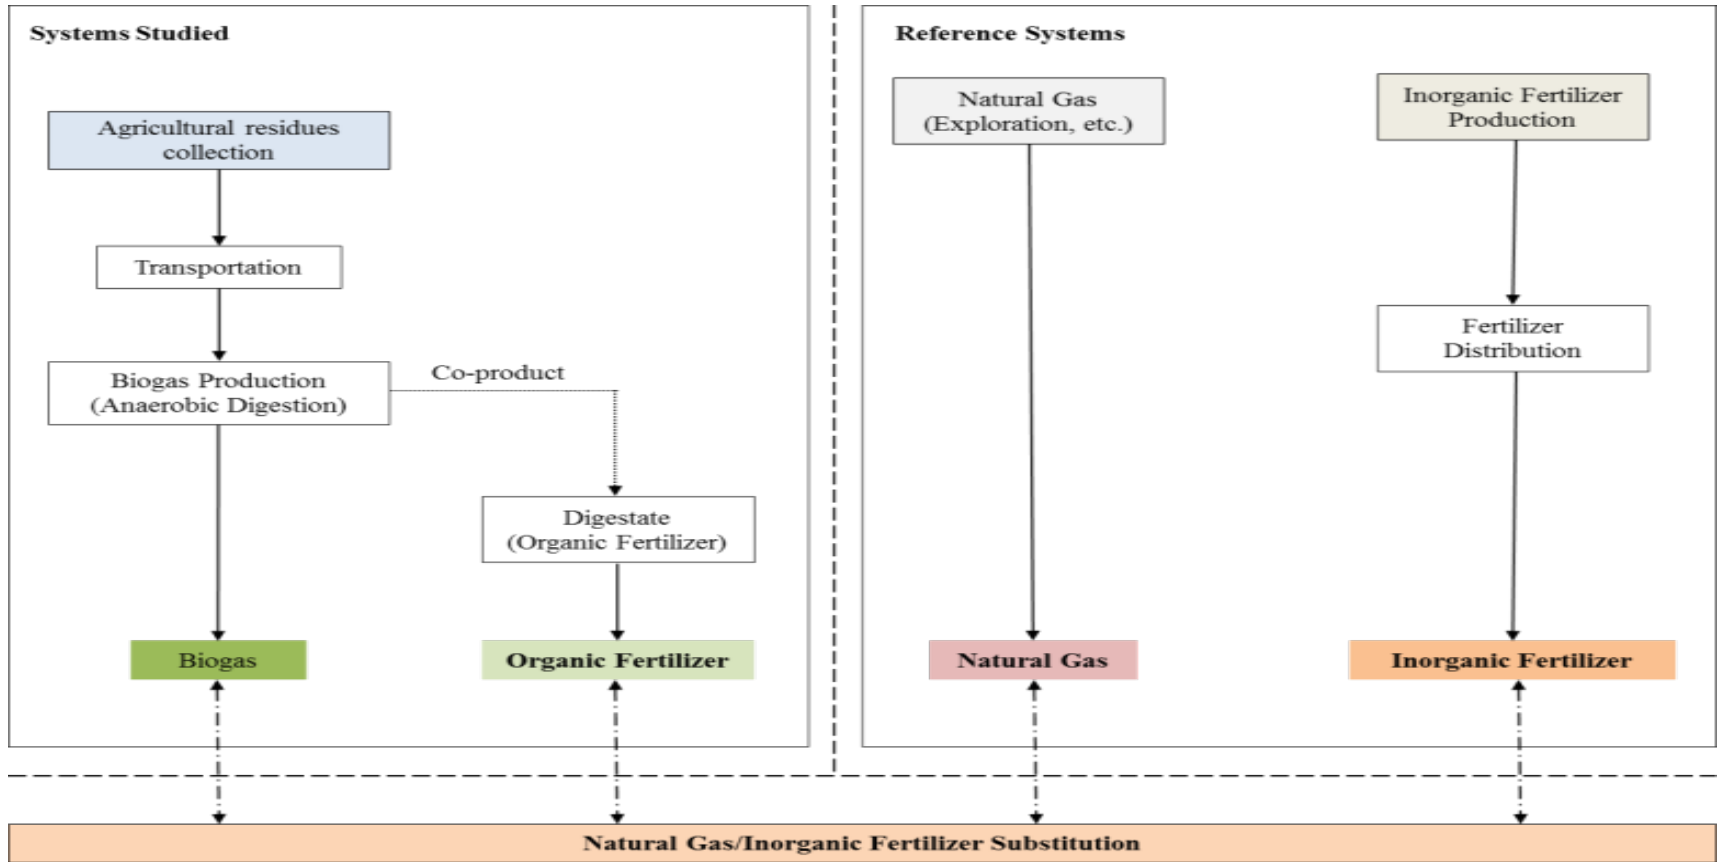 Systems Studied
Agricultural residues
collection
Transportation
Biogas Production
(Anaerobic Digestion)
Co-product
Digestate
(Organic Fertilizer)
Biogas
Organic Fertilizer
Reference Systems
Natural Gas
(Exploration, etc.)
Inorganic Fertilizer
Production
Fertilizer
Distribution
Natural Gas
Inorganic Fertilizer
Natural Gas/Inorganic Fertilizer Substitution